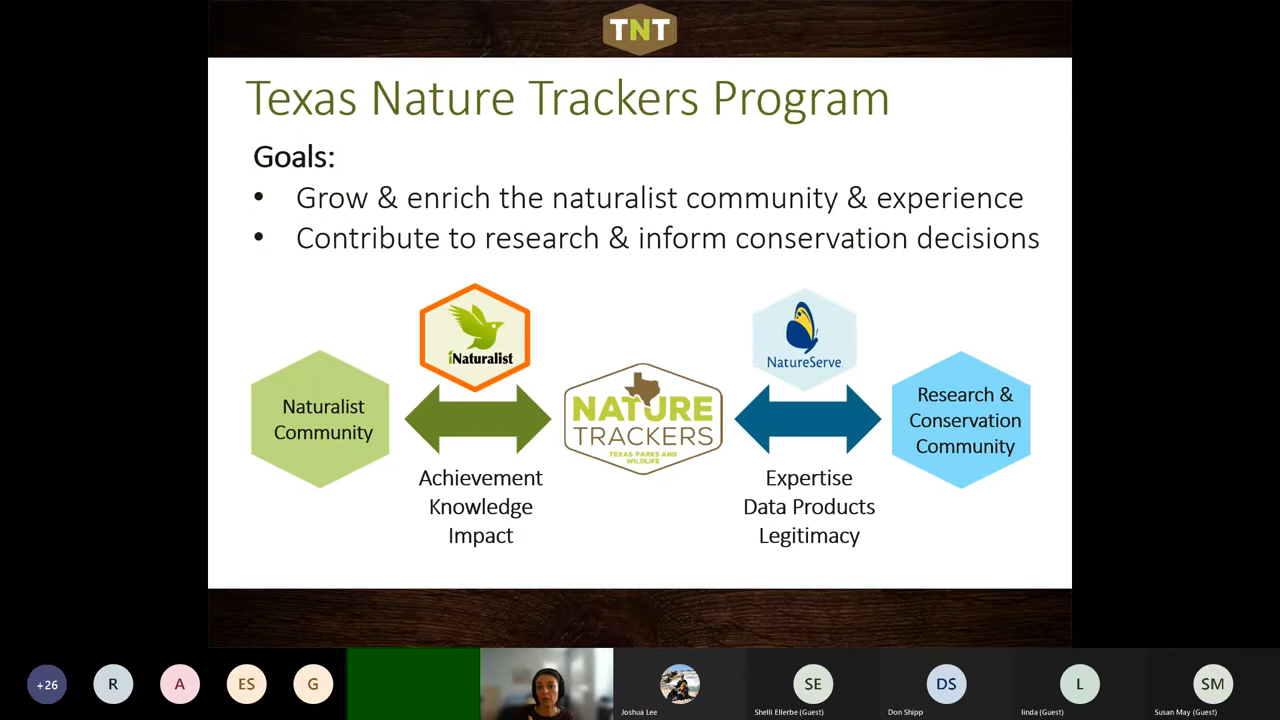 TNT
Texas Nature Trackers Program
Goals:
• Grow & enrich the naturalist community & experience
• Contribute to research & inform conservation decisions
iNaturalist
NatureServe
Naturalist
Community
NATURE
TRACKERS
TEXAS PARKS AND
WILDLIFE
Research &
Conservation
Community
Achievement
Knowledge
Impact
Expertise
Data Products
Legitimacy
+26
R
A
ES
G
Joshua Lee
SE
Shelli Ellerbe (Guest)
DS
Don Shipp
L
linda (Guest)
SM
Susan May (Guest)